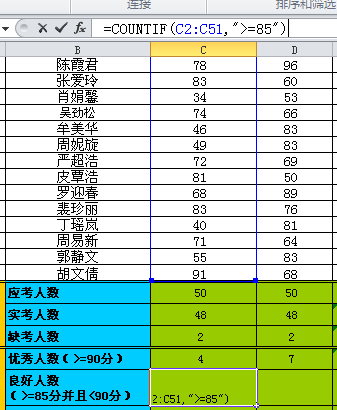 连接 排序和筛选
=COUNTIF(C2:C51,">=85")
B C D
陈霞君 78 96
张爱玲 83 60
肖娟馨 34 53
吴劲松 74 66
牟美华 46 83
周妮旋 49 83
严超浩 72 69
皮覃浩 81 50
罗迎春 68 89
裴珍丽 83 76
丁瑶岚 40 81
周易新 71 64
郭静文 55 83
胡文倩 91 68
应考人数 50 50
实考人数 48 48
缺考人数 2 2
优秀人数（>=90分） 4 7
良好人数
（>=85分并且<90分） 2:C51,">=85")